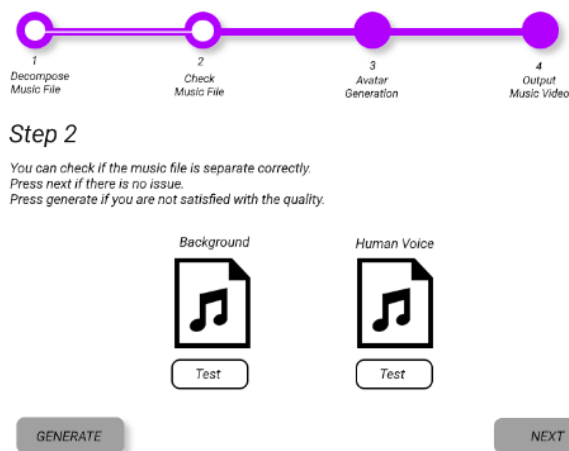 1
Decompose
Music File
2
Check
Music File
3
Avatar
Generation
4
Output
Music Video
Step 2
You can check if the music file is separate correctly.
Press next if there is no issue.
Press generate if you are not satisfied with the quality.
Background
Human Voice
Test
Test
GENERATE
NEXT